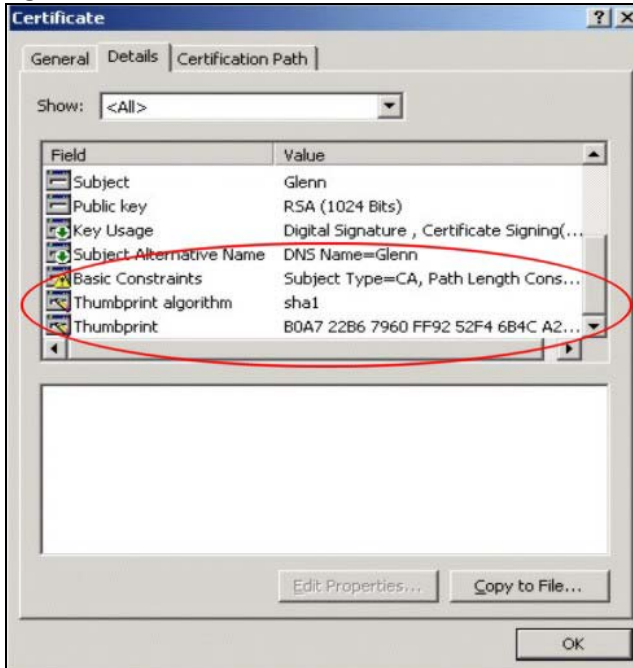 Certificate
General Details Certification Path
Show: <All>
Field Value
Subject Glenn
Public key RSA (1024 Bits)
Key Usage Digital Signature , Certificate Signing(...
Subject Alternative Name DNS Name=Glenn
Basic Constraints Subject Type=CA, Path Length Cons...
Thumbprint algorithm sha1
Thumbprint B0A7 22B6 7960 FF92 52F4 6B4C A2...
Edit Properties... Copy to File...
OK